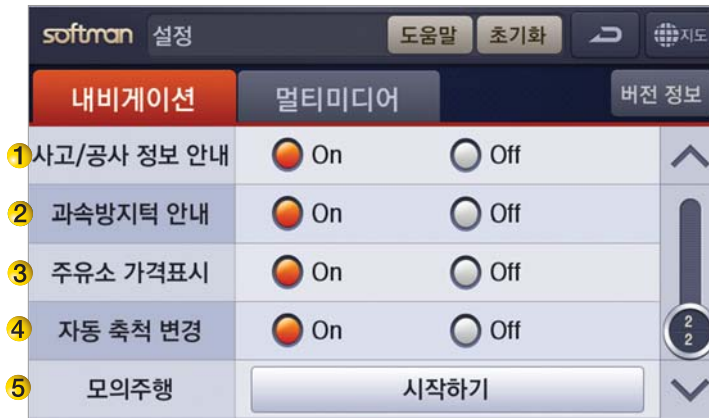 softman 설정 도움말 초기화 지도
내비게이션 멀티미디어 버전 정보
1 사고/공사 정보 안내 On Off
2 과속방지턱 안내 On Off
3 주유소 가격표시 On Off
4 자동 축척 변경 On Off
2
2
5 모의주행 시작하기